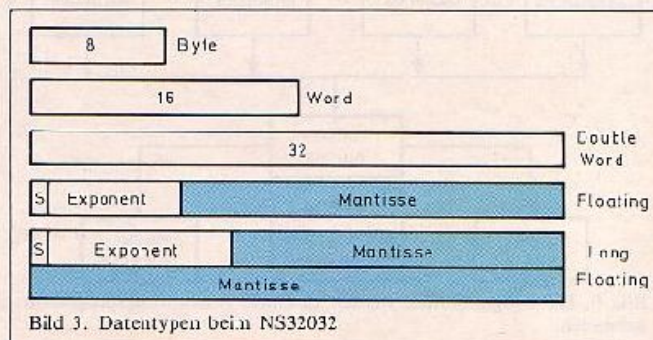 8 Byte
16 Word
32 Double
Word
S Exponent Mantisse Floating
S Exponent Mantisse Long
Mantisse Floating
Bild 3. Datentypen beim NS32032